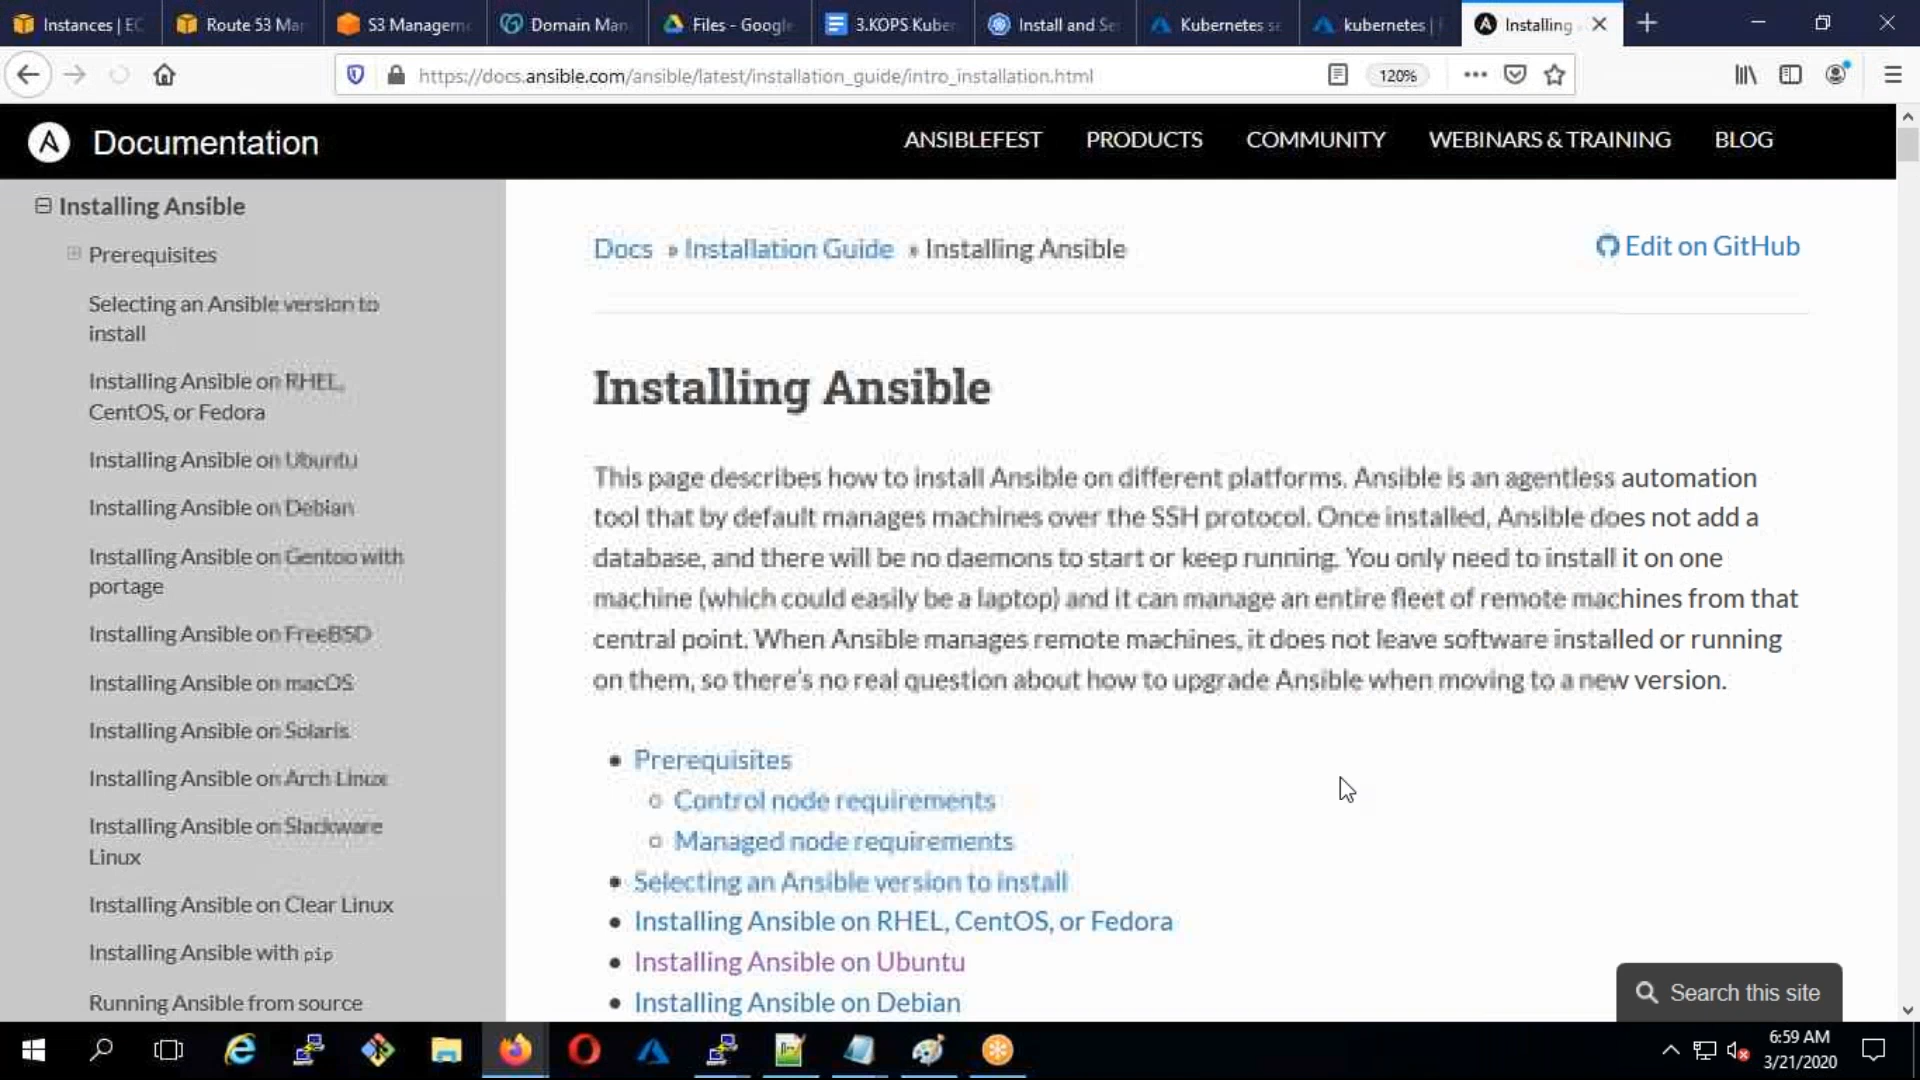 Instances | EC
Route 53 Ma
S3 Managem
Domain Man
Files - Google
3.KOPS Kuber
Install and Se
Kubernetes se
kubernetes |
Installing
https://docs.ansible.com/ansible/latest/installation_guide/intro_installation.html
120%
Documentation
ANSIBLEFEST
PRODUCTS
COMMUNITY
WEBINARS & TRAINING
BLOG
Installing Ansible
Prerequisites
Selecting an Ansible version to
install
Installing Ansible on RHEL,
CentOS, or Fedora
Installing Ansible on Ubuntu
Installing Ansible on Debian
Installing Ansible on Gentoo with
portage
Installing Ansible on FreeBSD
Installing Ansible on macOS
Installing Ansible on Solaris
Installing Ansible on Arch Linux
Installing Ansible on Slackware
Linux
Installing Ansible on Clear Linux
Installing Ansible with pip
Running Ansible from source
Docs » Installation Guide » Installing Ansible
Edit on GitHub
Installing Ansible
This page describes how to install Ansible on different platforms. Ansible is an agentless automation
tool that by default manages machines over the SSH protocol. Once installed, Ansible does not add a
database, and there will be no daemons to start or keep running. You only need to install it on one
machine (which could easily be a laptop) and it can manage an entire fleet of remote machines from that
central point. When Ansible manages remote machines, it does not leave software installed or running
on them, so there's no real question about how to upgrade Ansible when moving to a new version.
Prerequisites
Control node requirements
Managed node requirements
Selecting an Ansible version to install
Installing Ansible on RHEL, CentOS, or Fedora
Installing Ansible on Ubuntu
Installing Ansible on Debian
Search this site
6:59 AM
3/21/2020